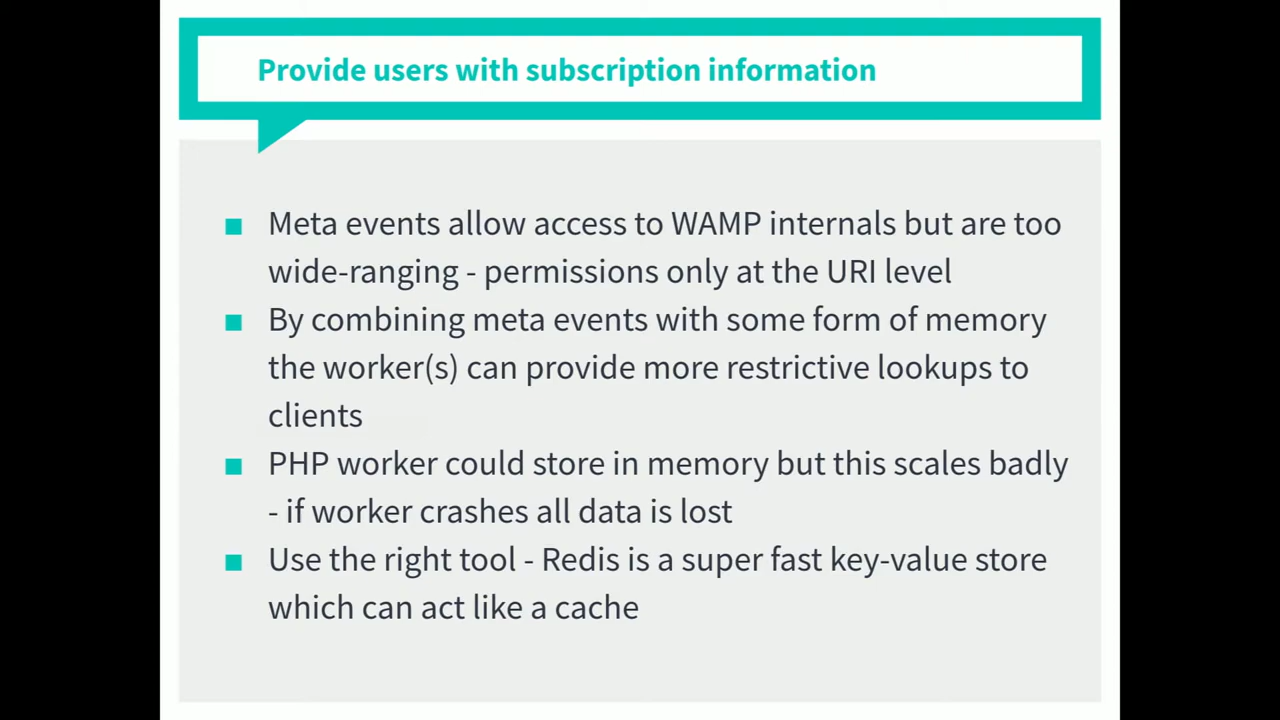 Provide users with subscription information
Meta events allow access to WAMP internals but are too
wide-ranging - permissions only at the URI level
By combining meta events with some form of memory
the worker(s) can provide more restrictive lookups to
clients
PHP worker could store in memory but this scales badly
- if worker crashes all data is lost
Use the right tool - Redis is a super fast key-value store
which can act like a cache